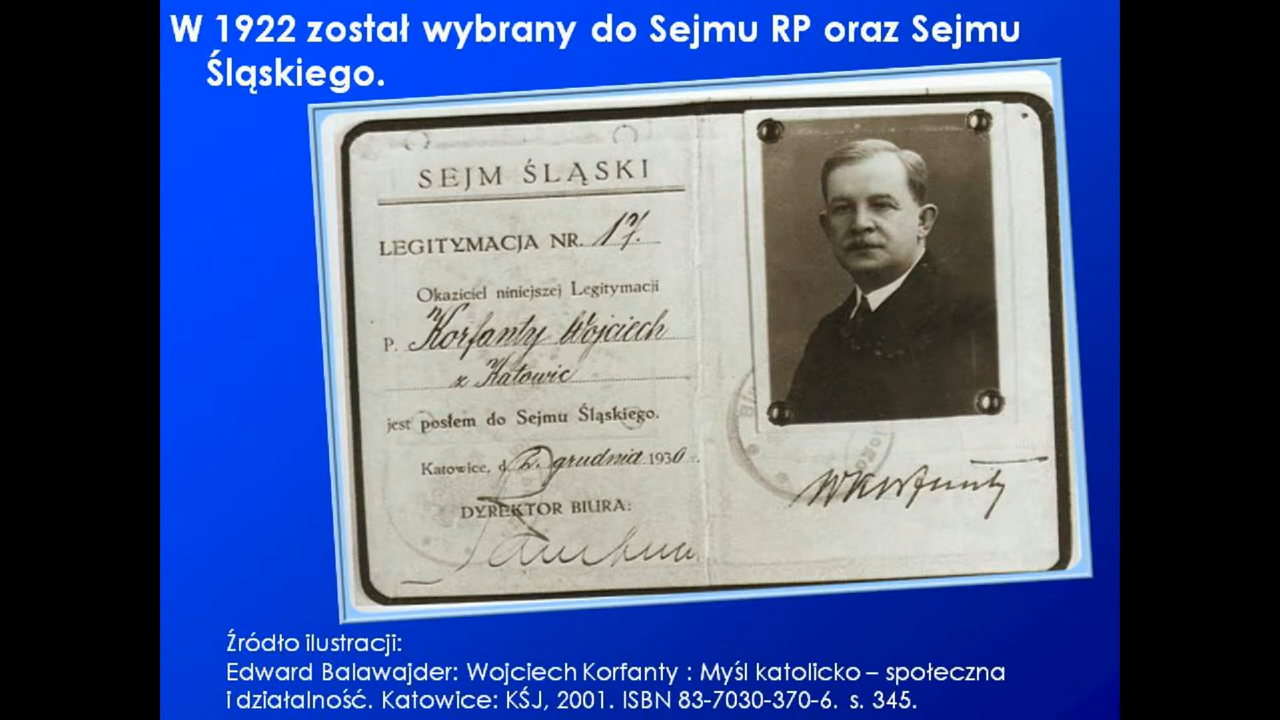 W 1922 został wybrany do Sejmu RP oraz Sejmu
Śląskiego.
SEJM ŚLĄSKI
LEGITYMACJA NR. 17.
Okaziciel niniejszej Legitymacji
P. Korfanty Wojciech
z Katowic
jest posłem do Sejmu Śląskiego.
Katowice, d. 2. grudnia 1930.
DYREKTOR BIURA:
WKorfanty
Źródło ilustracji:
Edward Balawajder: Wojciech Korfanty : Myśl katolicko – społeczna
i działalność. Katowice: KŚJ, 2001. ISBN 83-7030-370-6. s. 345.